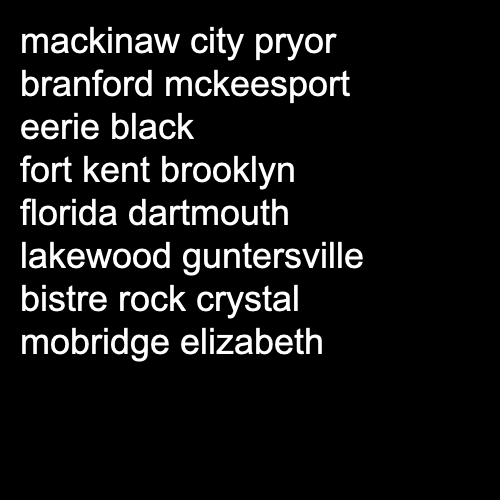 mackinaw city pryor
branford mckeesport
eerie black
fort kent brooklyn
florida dartmouth
lakewood guntersville
bistre rock crystal
mobridge elizabeth